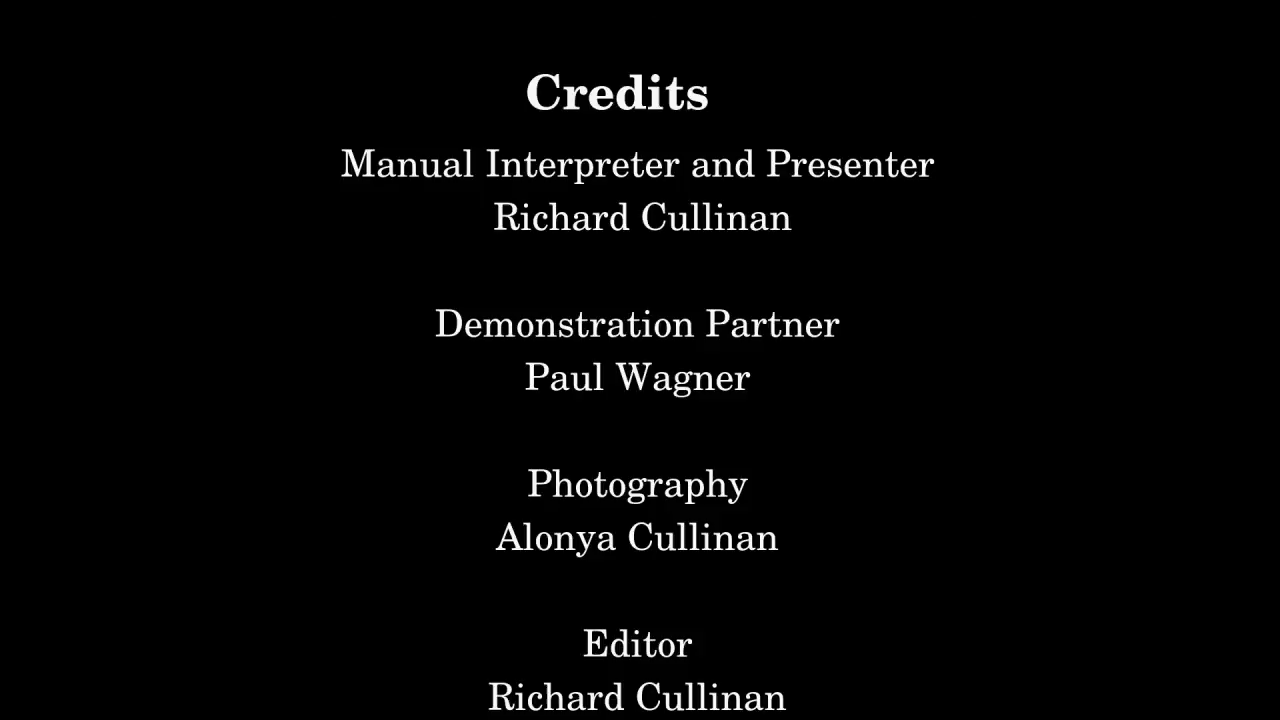 Credits
Manual Interpreter and Presenter
Richard Cullinan
Demonstration Partner
Paul Wagner
Photography
Alonya Cullinan
Editor
Richard Cullinan